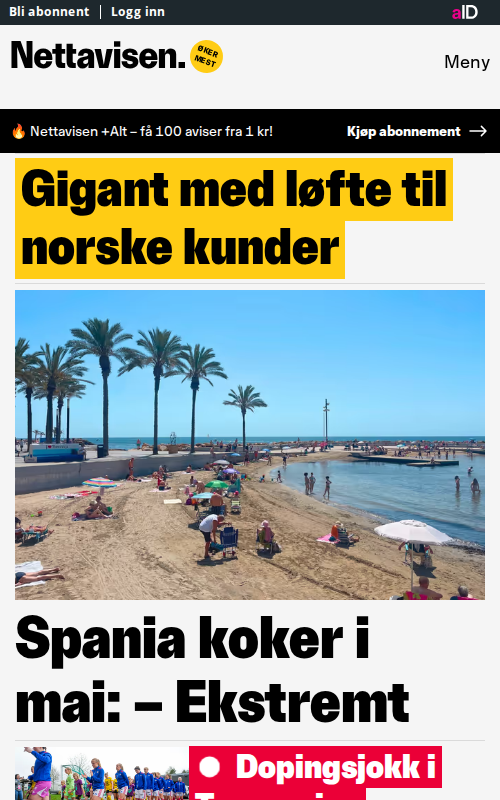 Bli abonnent | Logg inn
aID
Nettavisen.
ØKER
MEST
Meny
🔥 Nettavisen +Alt – få 100 aviser fra 1 kr!
Kjøp abonnement →
Gigant med løfte til
norske kunder
Spania koker i
mai: – Ekstremt
Dopingsjokk i